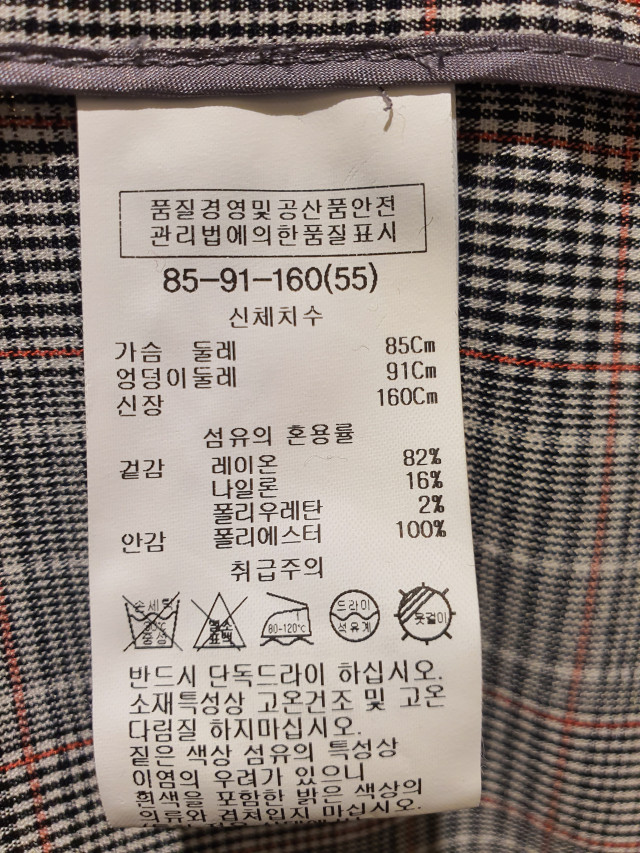 품질경영및공산품안전
관리법에의한품질표시
85-91-160(55)
신체치수
가슴 둘레 85Cm
엉덩이둘레 91Cm
신장 160Cm
섬유의 혼용률
겉감 레이온 82%
나일론 16%
폴리우레탄 2%
안감 폴리에스터 100%
취급주의
손세탁 염소 80-120℃ 드라이 옷걸이
중성 표백 석유계
반드시 단독드라이 하십시오.
소재특성상 고온건조 및 고온
다림질 하지마십시오.
짙은 색상 섬유의 특성상
이염의 우려가 있으니
흰색을 포함한 밝은 색상의
의류와 겹쳐입지 마십시오.